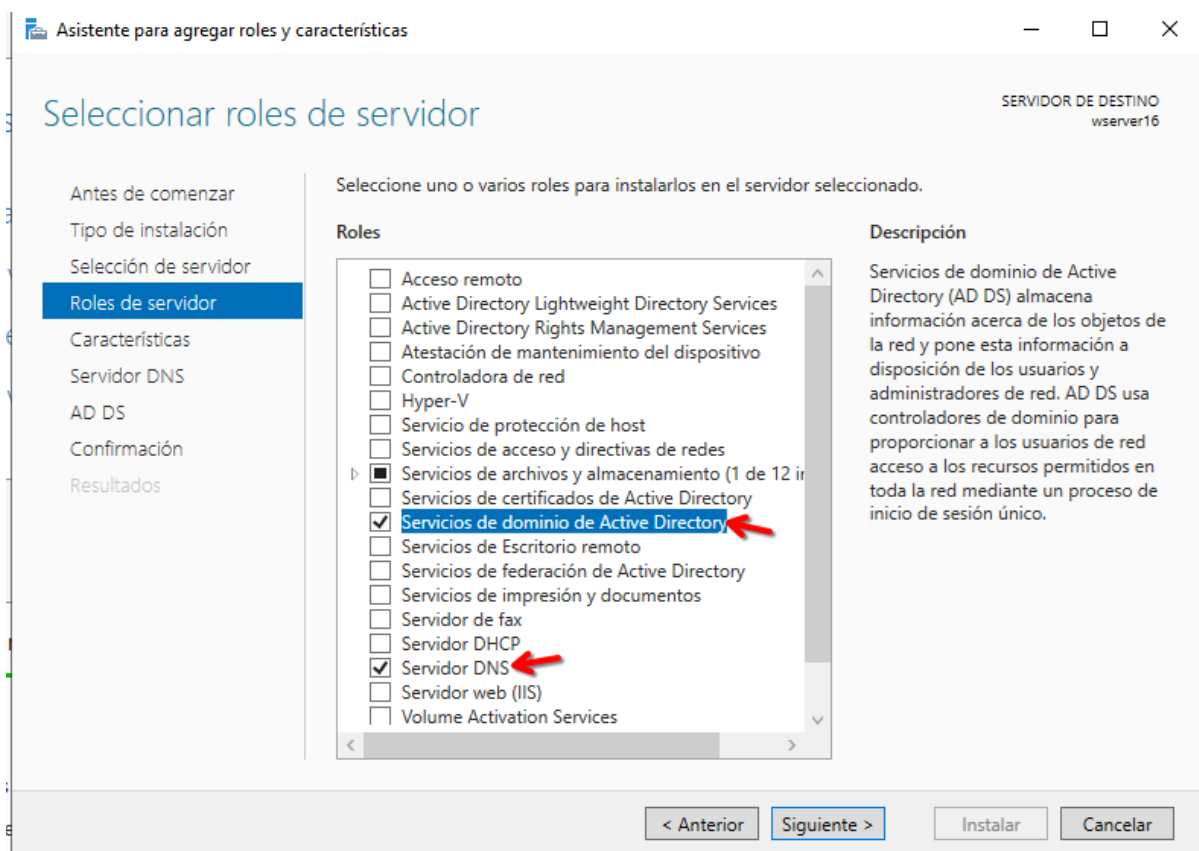 Asistente para agregar roles y características
Seleccionar roles de servidor
SERVIDOR DE DESTINO
wserver16
Antes de comenzar
Tipo de instalación
Selección de servidor
Roles de servidor
Características
Servidor DNS
AD DS
Confirmación
Resultados
Seleccione uno o varios roles para instalarlos en el servidor seleccionado.
Roles
Acceso remoto
Active Directory Lightweight Directory Services
Active Directory Rights Management Services
Atestación de mantenimiento del dispositivo
Controladora de red
Hyper-V
Servicio de protección de host
Servicios de acceso y directivas de redes
Servicios de archivos y almacenamiento (1 de 12 in
Servicios de certificados de Active Directory
Servicios de dominio de Active Directory
Servicios de Escritorio remoto
Servicios de federación de Active Directory
Servicios de impresión y documentos
Servidor de fax
Servidor DHCP
Servidor DNS
Servidor web (IIS)
Volume Activation Services
Descripción
Servicios de dominio de Active
Directory (AD DS) almacena
información acerca de los objetos de
la red y pone esta información a
disposición de los usuarios y
administradores de red. AD DS usa
controladores de dominio para
proporcionar a los usuarios de red
acceso a los recursos permitidos en
toda la red mediante un proceso de
inicio de sesión único.
< Anterior
Siguiente >
Instalar
Cancelar